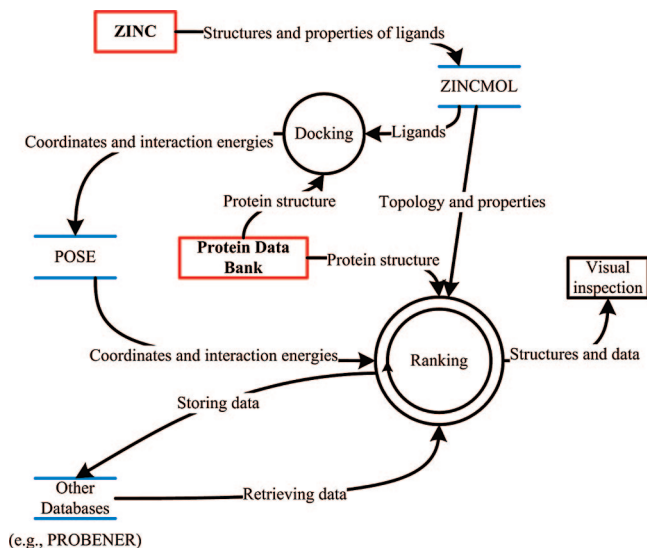 ZINC
Structures and properties of ligands
ZINCMOL
Docking
Ligands
Coordinates and interaction energies
Protein structure
Topology and properties
Protein Data
Bank
Protein structure
POSE
Visual
inspection
Coordinates and interaction energies
Ranking
Structures and data
Storing data
Other
Databases
Retrieving data
(e.g., PROBENER)